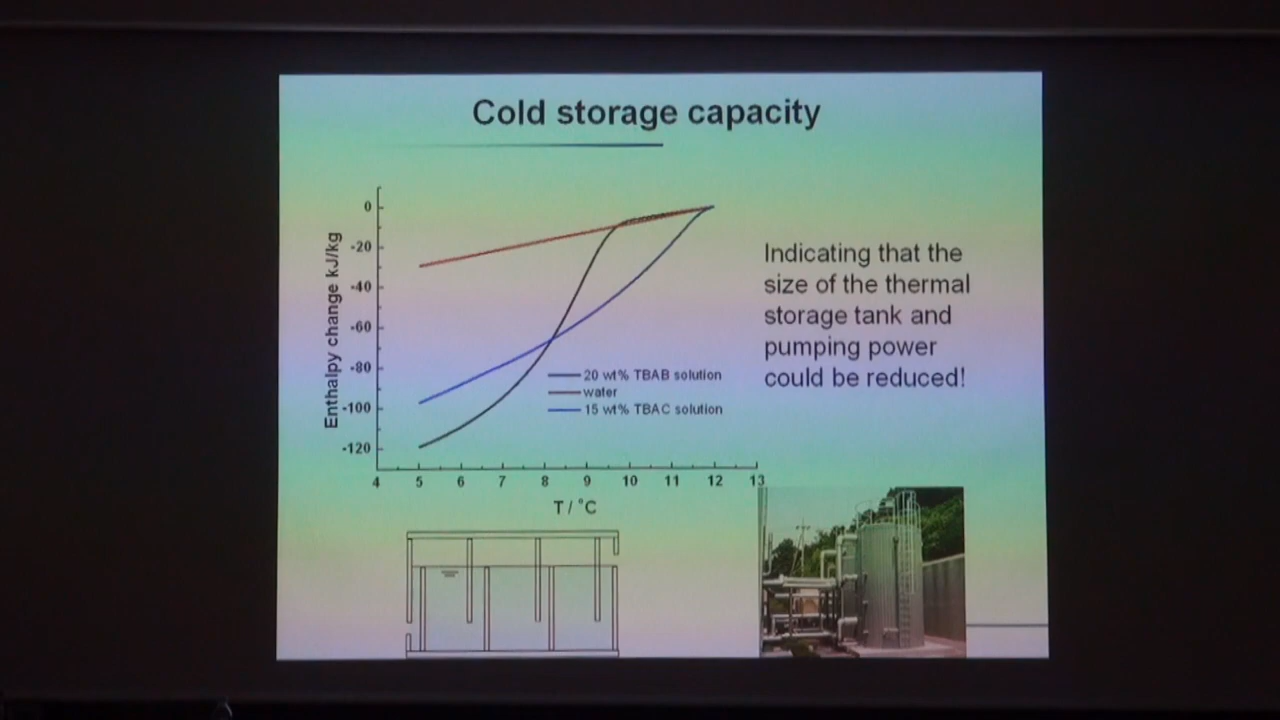 Cold storage capacity
Enthalpy change kJ/kg
0
-20
-40
-60
-80
-100
-120
4 5 6 7 8 9 10 11 12 13
T / °C
20 wt% TBAB solution
water
15 wt% TBAC solution
Indicating that the
size of the thermal
storage tank and
pumping power
could be reduced!